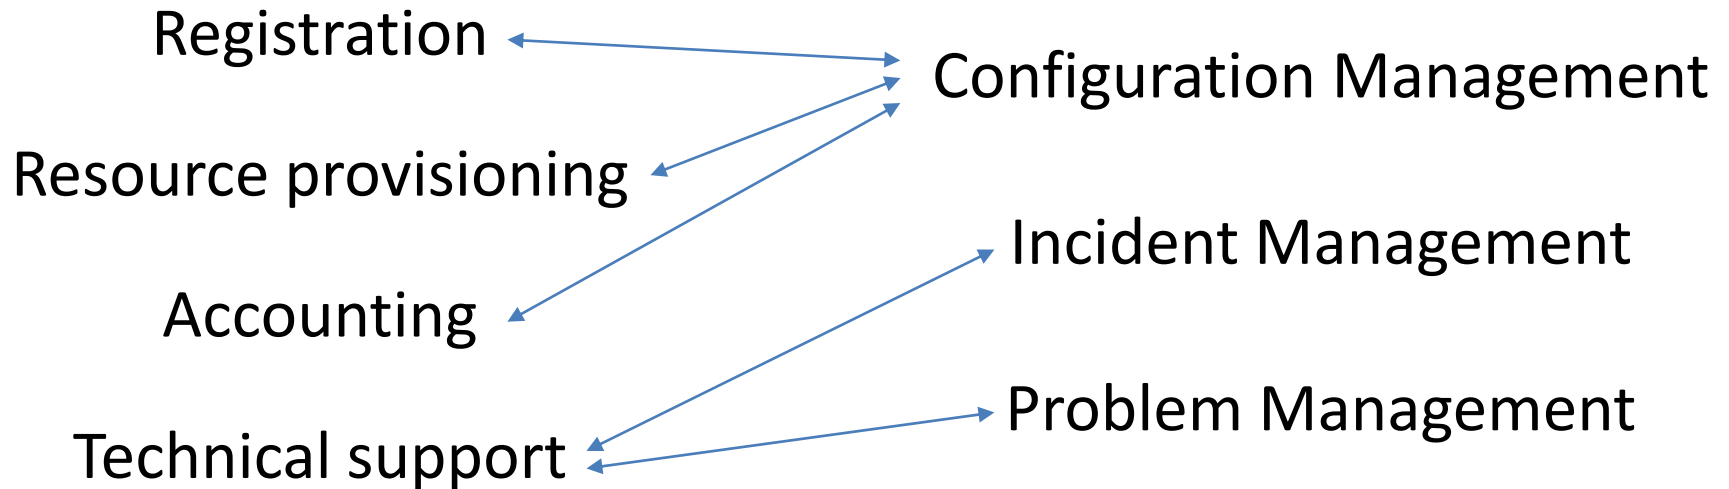 Registration
Configuration Management
Resource provisioning
Incident Management
Accounting
Problem Management
Technical support